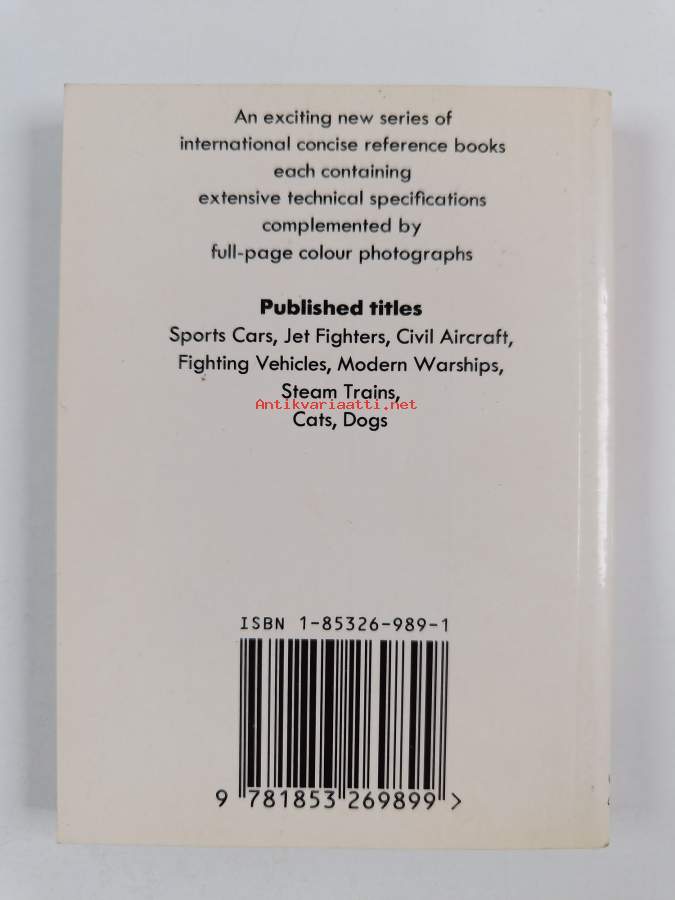 An exciting new series of
international concise reference books
each containing
extensive technical specifications
complemented by
full-page colour photographs
Published titles
Sports Cars, Jet Fighters, Civil Aircraft,
Fighting Vehicles, Modern Warships,
Steam Trains,
Antikvariaatti.net
Cats, Dogs
ISBN 1-85326-989-1
9 781853 269899 >